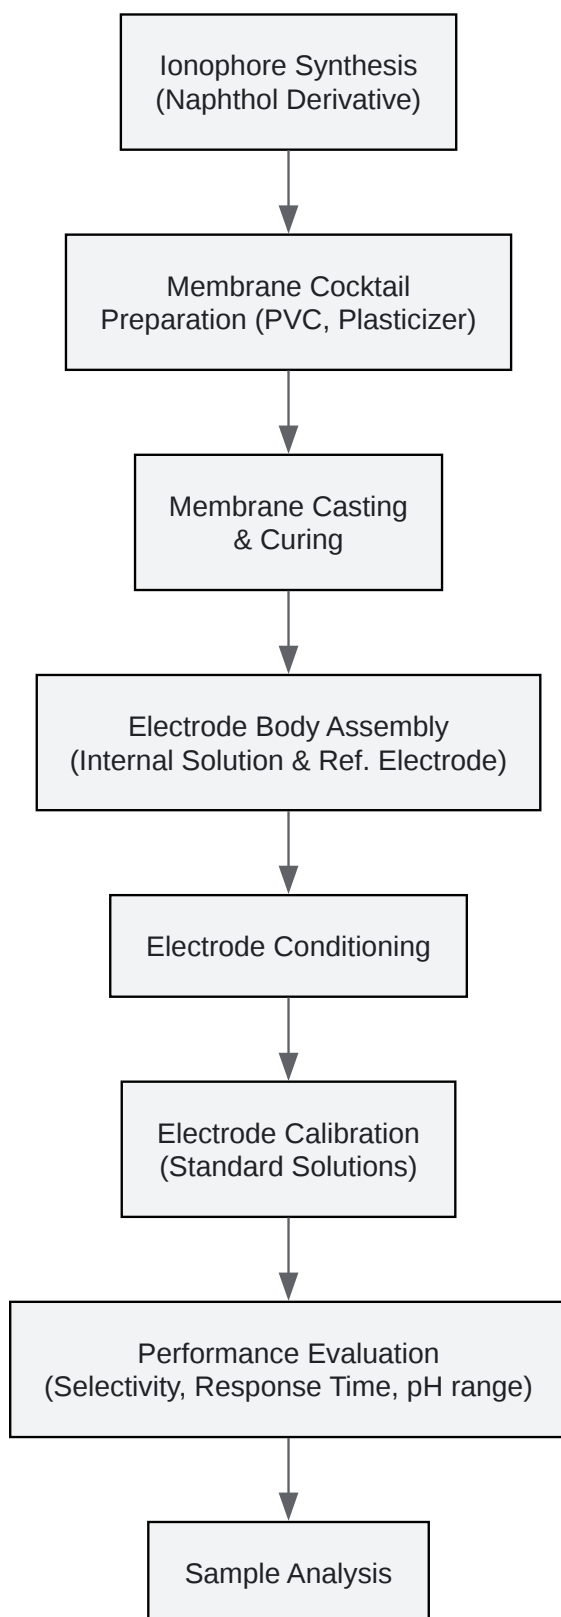 Ionophore Synthesis
(Naphthol Derivative)
Membrane Cocktail
Preparation (PVC, Plasticizer)
Membrane Casting
& Curing
Electrode Body Assembly
(Internal Solution & Ref. Electrode)
Electrode Conditioning
Electrode Calibration
(Standard Solutions)
Performance Evaluation
(Selectivity, Response Time, pH range)
Sample Analysis